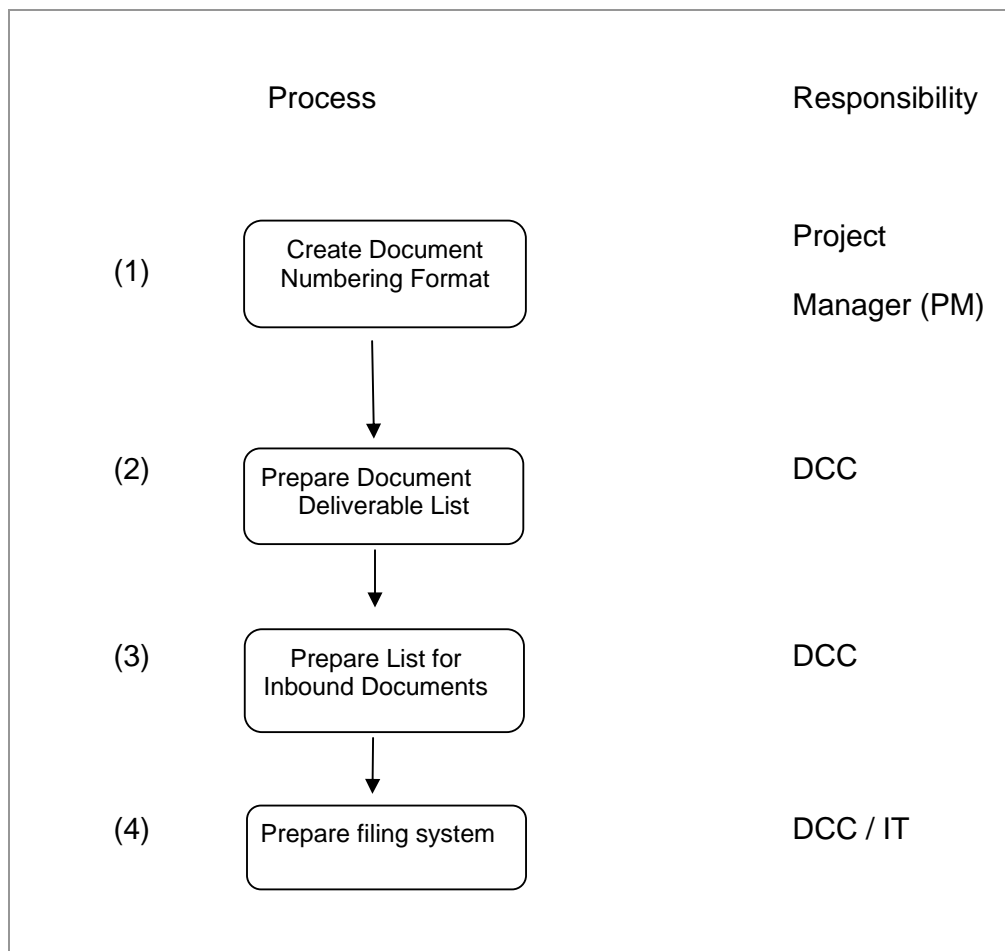 Process Responsibility
Project
Create Document
(1)
Numbering Format
Manager (PM)
(2) DCC
Prepare Document
Deliverable List
(3) Prepare List for DCC
Inbound Documents
(4) Prepare filing system DCC / IT